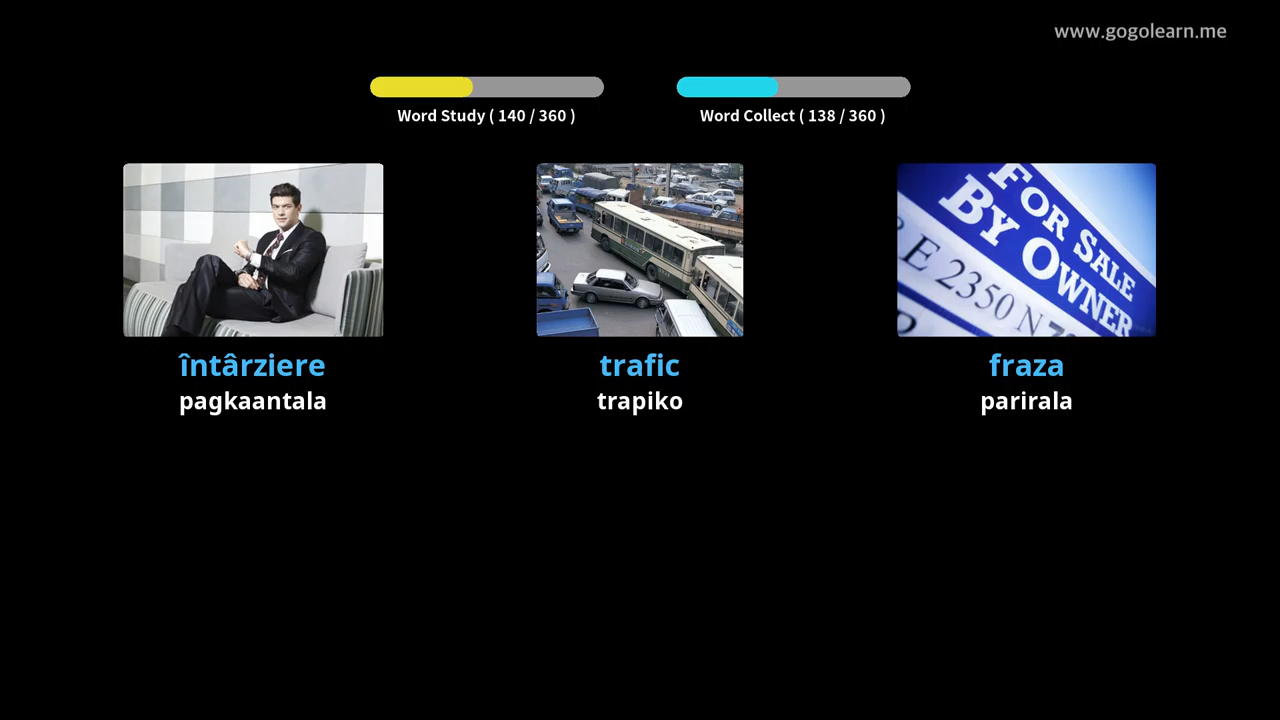 www.gogolearn.me
Word Study ( 140 / 360 )
Word Collect ( 138 / 360 )
FOR SALE
BY OWNER
E 2350 N
întârziere
trafic
fraza
pagkaantala
trapiko
parirala